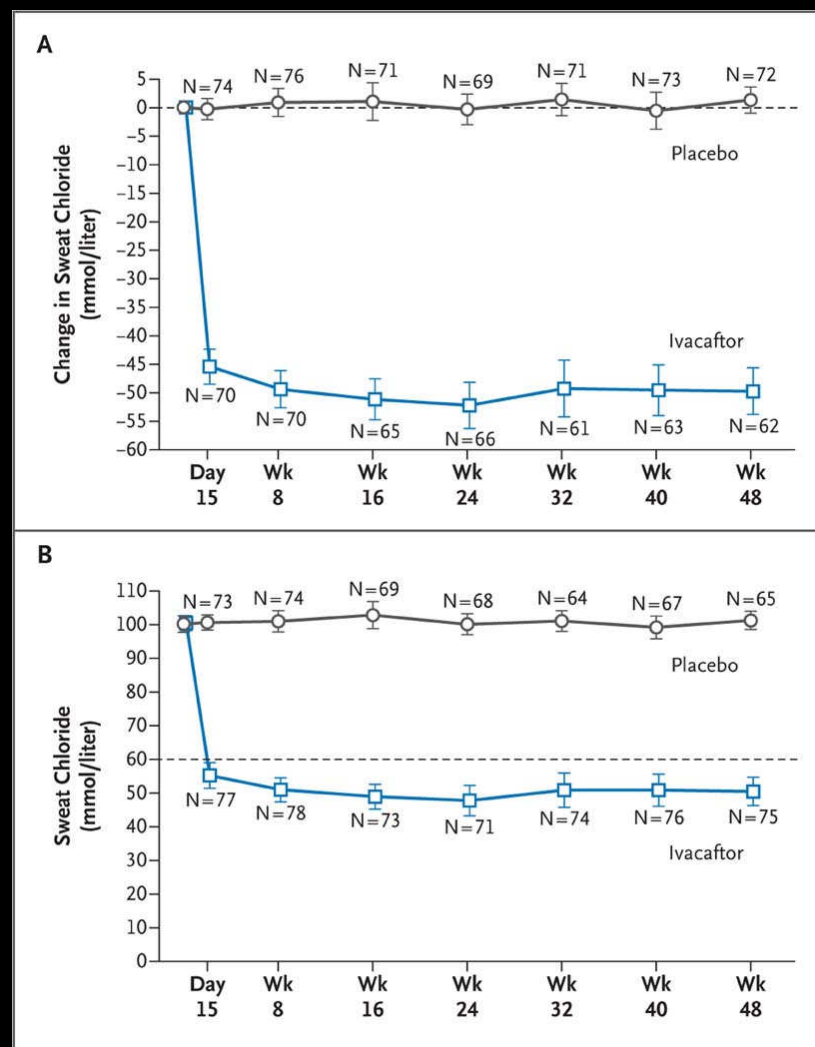 A
Change in Sweat Chloride
(mmol/liter)
5
0
–5
–10
–15
–20
–25
–30
–35
–40
–45
–50
–55
–60
N=74
N=76
N=71
N=69
N=71
N=73
N=72
Placebo
Ivacaftor
N=70
N=70
N=65
N=66
N=61
N=63
N=62
Day
15
Wk
8
Wk
16
Wk
24
Wk
32
Wk
40
Wk
48
B
Sweat Chloride
(mmol/liter)
110
100
90
80
70
60
50
40
30
20
10
0
N=73
N=74
N=69
N=68
N=64
N=67
N=65
Placebo
N=77
N=78
N=73
N=71
N=74
N=76
N=75
Ivacaftor
Day
15
Wk
8
Wk
16
Wk
24
Wk
32
Wk
40
Wk
48